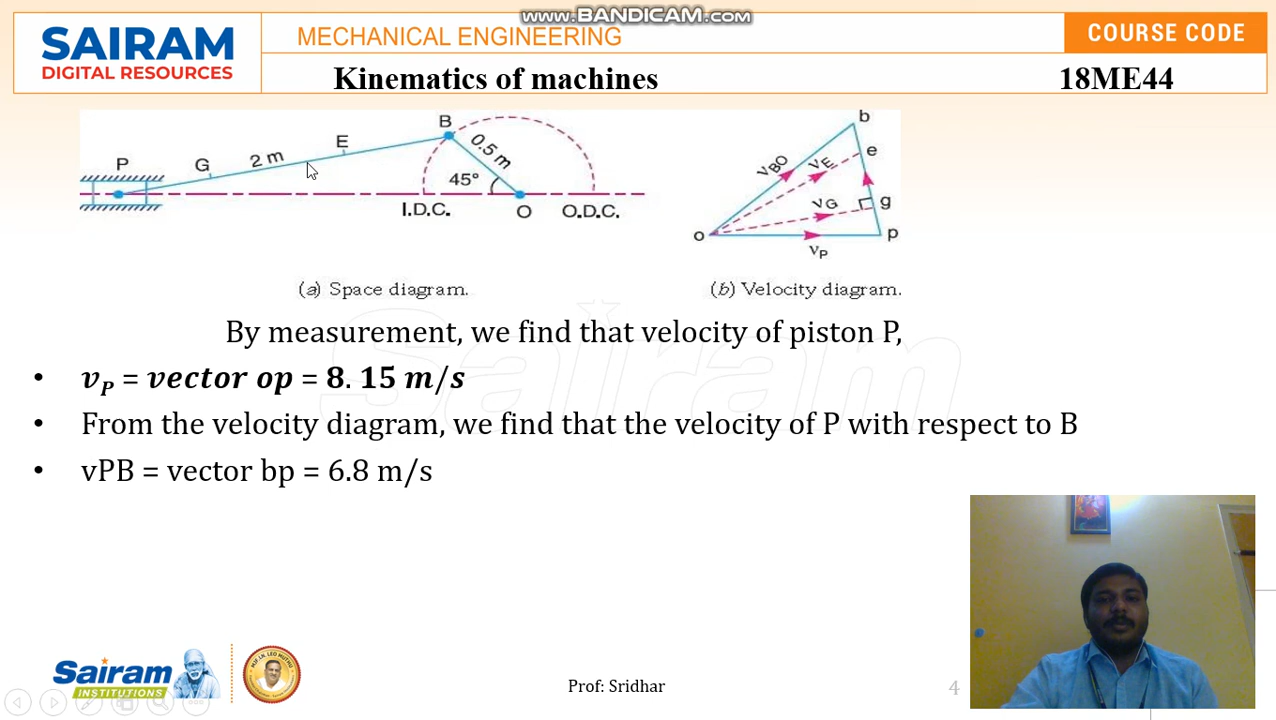 www.BANDICAM.com
SAIRAM
DIGITAL RESOURCES
MECHANICAL ENGINEERING
COURSE CODE
Kinematics of machines
18ME44
P
G
2 m
E
B
0.5 m
45°
I.D.C.
O
O.D.C.
b
e
g
p
o
vBO
vE
vG
vP
(a) Space diagram.
(b) Velocity diagram.
Sairam
By measurement, we find that velocity of piston P,
• vP = vector op = 8. 15 m/s
• From the velocity diagram, we find that the velocity of P with respect to B
• vPB = vector bp = 6.8 m/s
Sairam
INSTITUTIONS
Prof: Sridhar
4